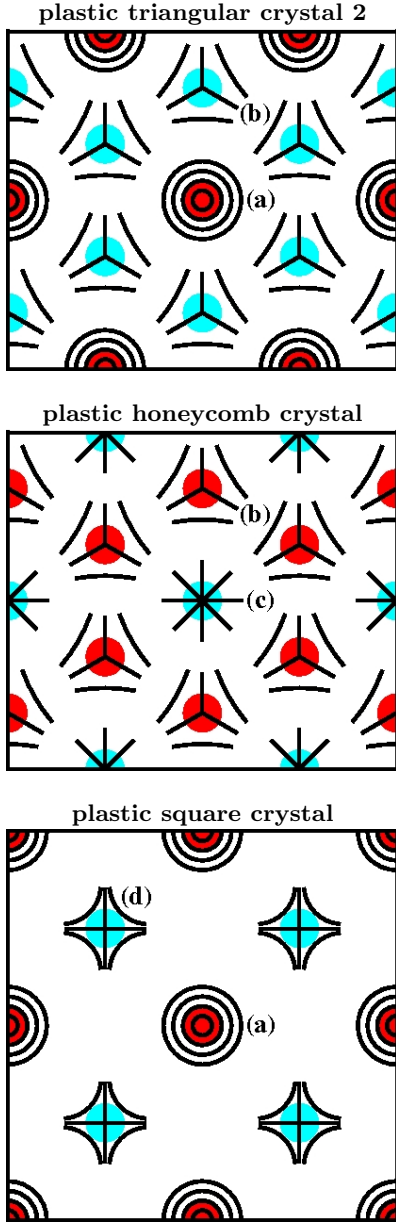 plastic triangular crystal 2
(b)
(a)
plastic honeycomb crystal
(b)
(c)
plastic square crystal
(d)
(a)